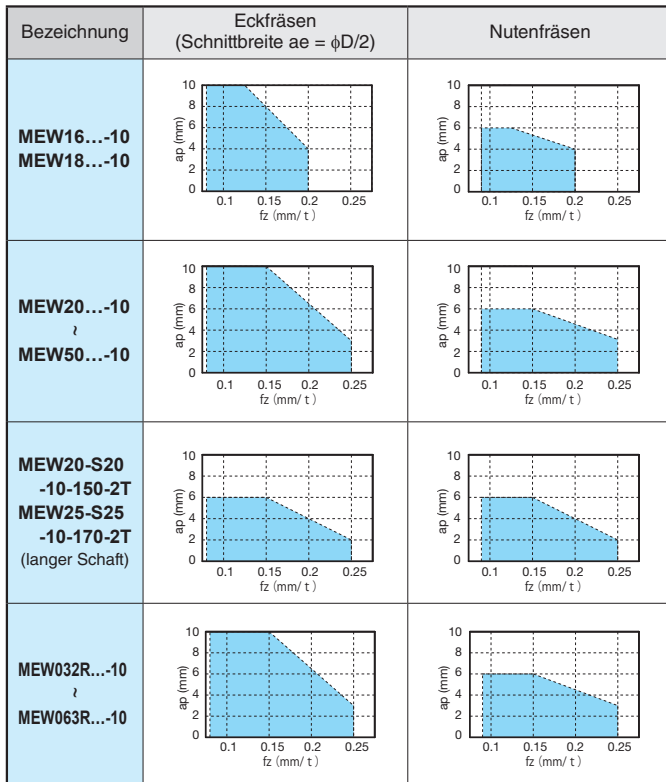 Bezeichnung
Eckfräsen
(Schnittbreite ae = ϕD/2)
Nutenfräsen
MEW16...-10
MEW18...-10
ap (mm)
10
8
6
4
2
0
0.1 0.15 0.2 0.25
fz (mm/ t )
ap (mm)
10
8
6
4
2
0
0.1 0.15 0.2 0.25
fz (mm/ t )
MEW20...-10
~
MEW50...-10
ap (mm)
10
8
6
4
2
0
0.1 0.15 0.2 0.25
fz (mm/ t )
ap (mm)
10
8
6
4
2
0
0.1 0.15 0.2 0.25
fz (mm/ t )
MEW20-S20
-10-150-2T
MEW25-S25
-10-170-2T
(langer Schaft)
ap (mm)
10
8
6
4
2
0
0.1 0.15 0.2 0.25
fz (mm/ t )
ap (mm)
10
8
6
4
2
0
0.1 0.15 0.2 0.25
fz (mm/ t )
MEW032R...-10
~
MEW063R...-10
ap (mm)
10
8
6
4
2
0
0.1 0.15 0.2 0.25
fz (mm/ t )
ap (mm)
10
8
6
4
2
0
0.1 0.15 0.2 0.25
fz (mm/ t )